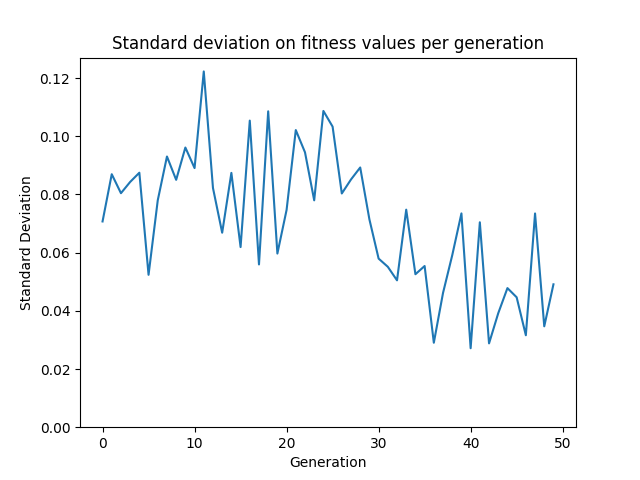 Standard deviation on fitness values per generation
0.12
0.10
0.08
0.06
0.04
0.02
0.00
Standard Deviation
0 10 20 30 40 50
Generation